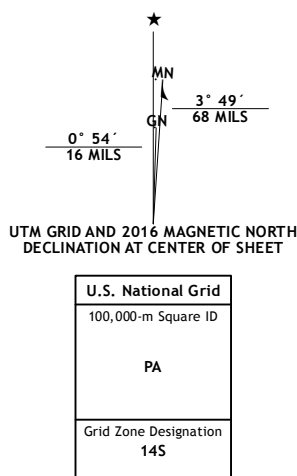 ★
MN
3° 49´
68 MILS
GN
0° 54´
16 MILS
UTM GRID AND 2016 MAGNETIC NORTH
DECLINATION AT CENTER OF SHEET
U.S. National Grid
100,000-m Square ID
PA
Grid Zone Designation
14S